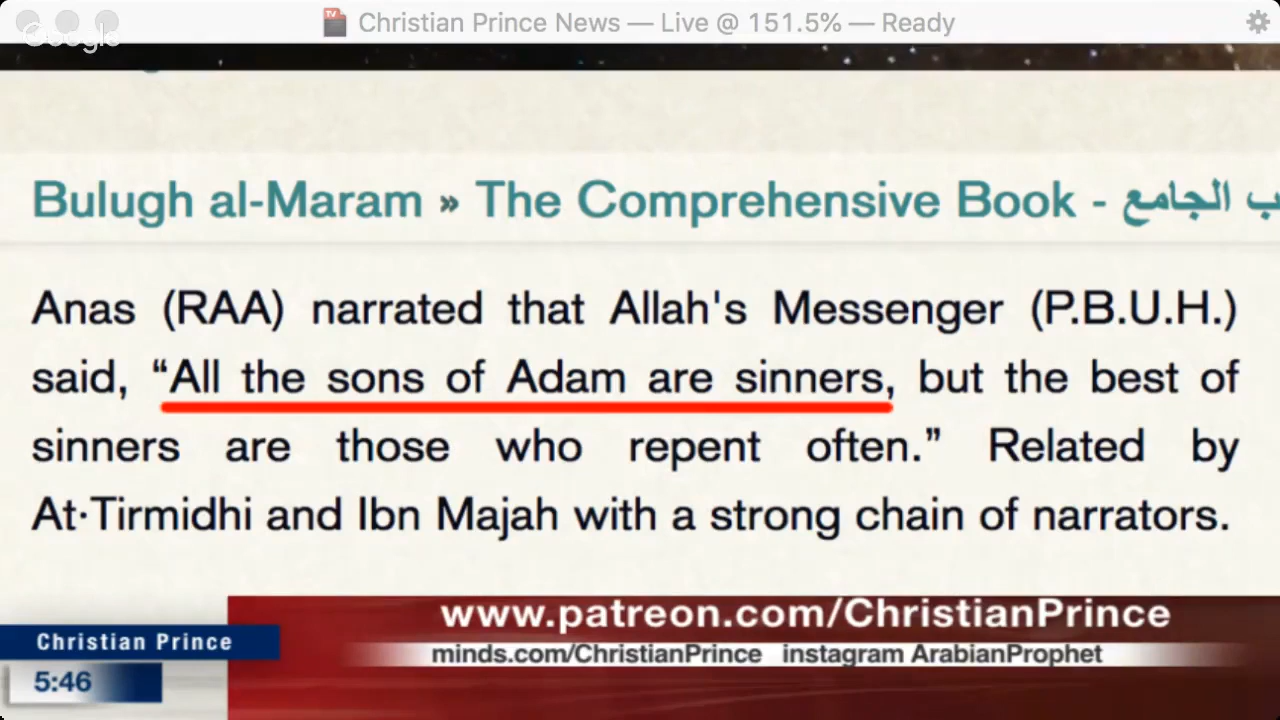 Christian Prince News — Live @ 151.5% — Ready
Google
Bulugh al-Maram » The Comprehensive Book - ب الجامع
Anas (RAA) narrated that Allah's Messenger (P.B.U.H.)
said, “All the sons of Adam are sinners, but the best of
sinners are those who repent often.” Related by
At·Tirmidhi and Ibn Majah with a strong chain of narrators.
www.patreon.com/ChristianPrince
Christian Prince
minds.com/ChristianPrince instagram ArabianProphet
5:46